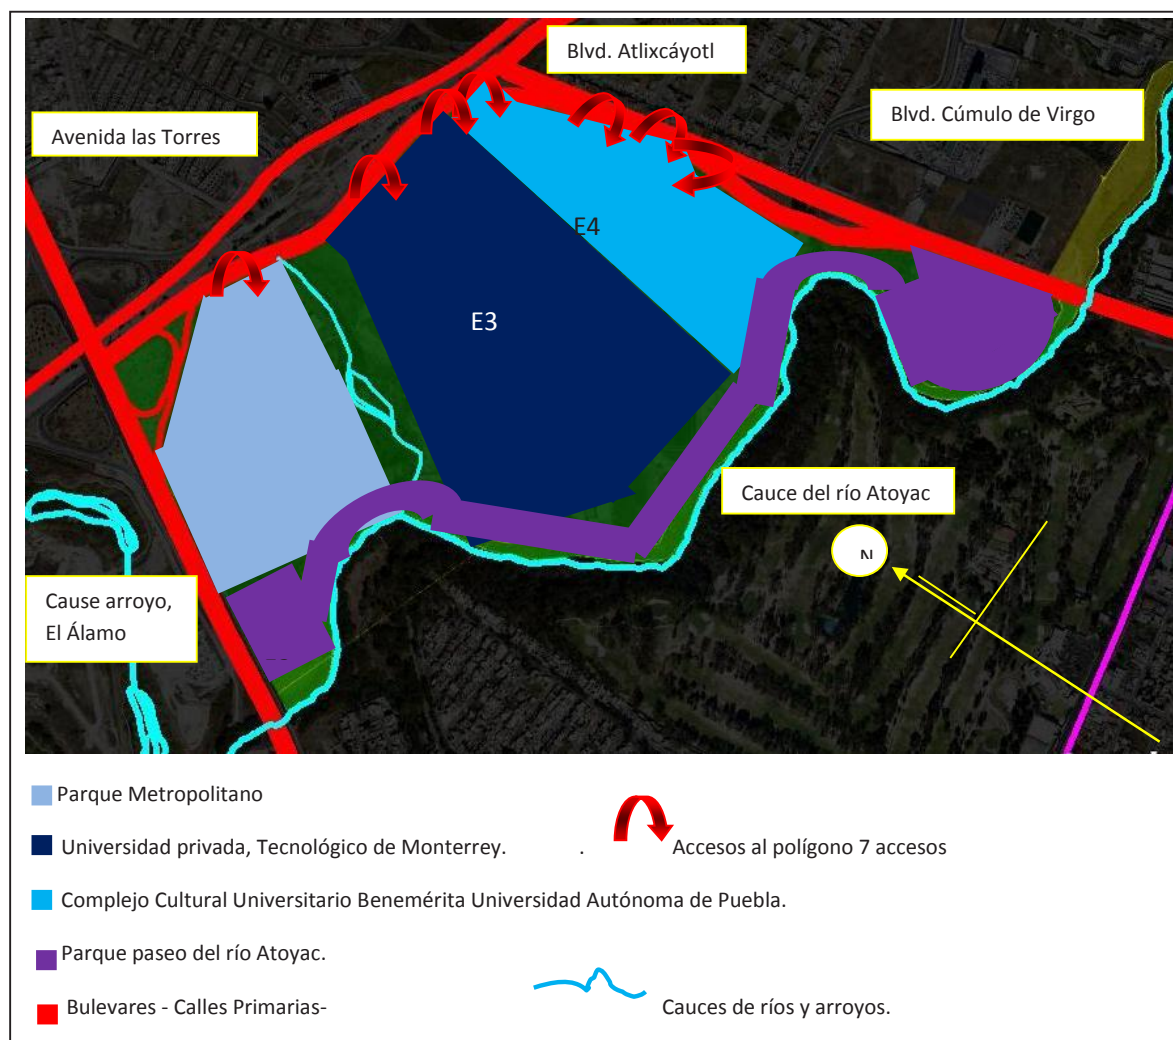 Blvd. Atlixcáyotl
Blvd. Cúmulo de Virgo
Avenida las Torres
E4
E3
Cauce del río Atoyac
N
Cause arroyo,
El Álamo
Parque Metropolitano
Universidad privada, Tecnológico de Monterrey. .
Accesos al polígono 7 accesos
Complejo Cultural Universitario Benemérita Universidad Autónoma de Puebla.
Parque paseo del río Atoyac.
Bulevares - Calles Primarias-
Cauces de ríos y arroyos.